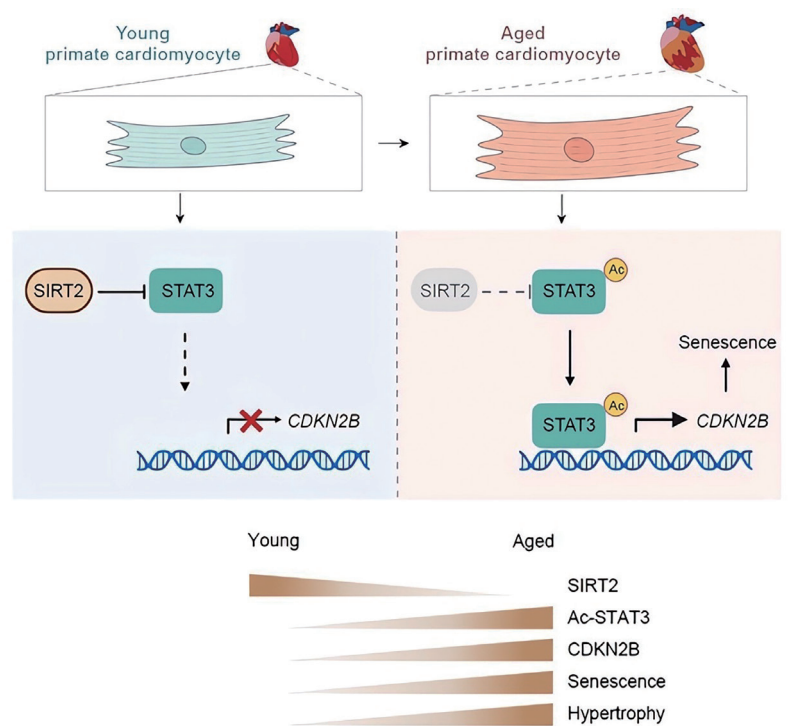 Young
primate cardiomyocyte
Aged
primate cardiomyocyte
SIRT2
STAT3
CDKN2B
SIRT2
STAT3
Ac
Senescence
STAT3
Ac
CDKN2B
Young
Aged
SIRT2
Ac-STAT3
CDKN2B
Senescence
Hypertrophy